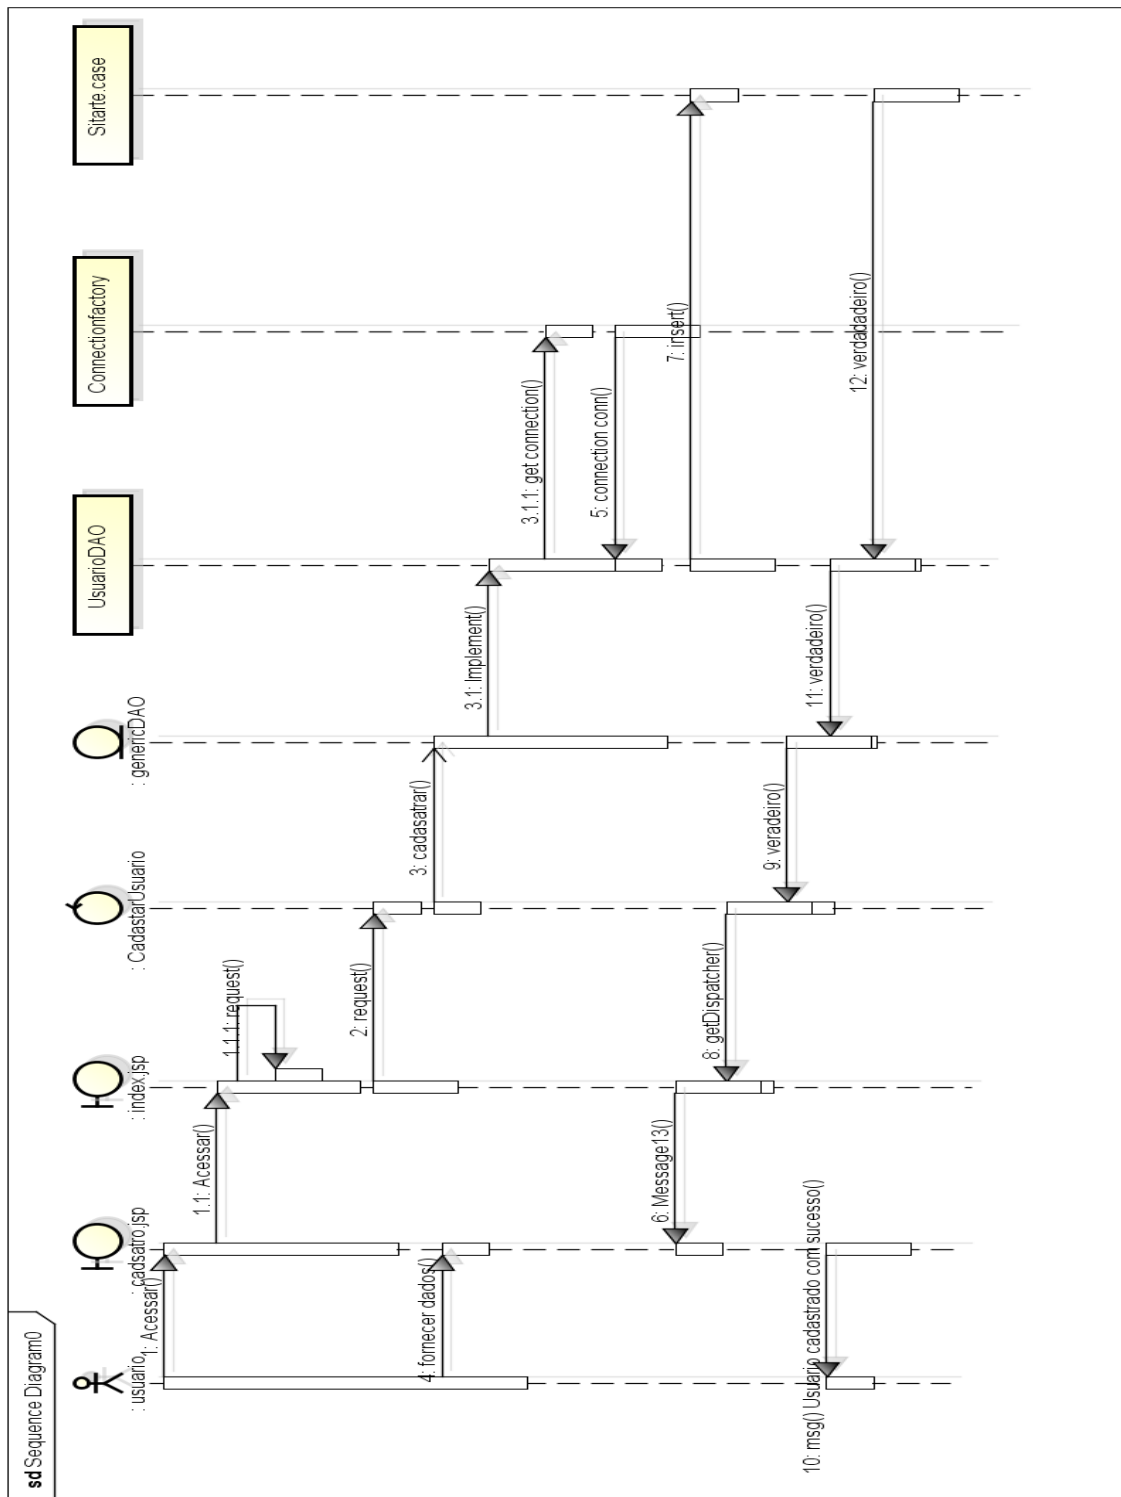 sd Sequence Diagram0
: usuario
: cadsatro.jsp
: index.jsp
: CadastarUsuario
: genericDAO
UsuarioDAO
Connectionfactory
Sitarte.case
1: Acessar()
1.1: Acessar()
1.1.1: request()
2: request()
3: cadasatrar()
4: fornecer dados()
3.1: Implement()
3.1.1: get connection()
5: connection conn()
6: Message13()
7: insert()
8: getDispatcher()
9: veradeiro()
10: msg() Usuario cadastrado com sucesso()
11: verdadeiro()
12: verdadadeiro()